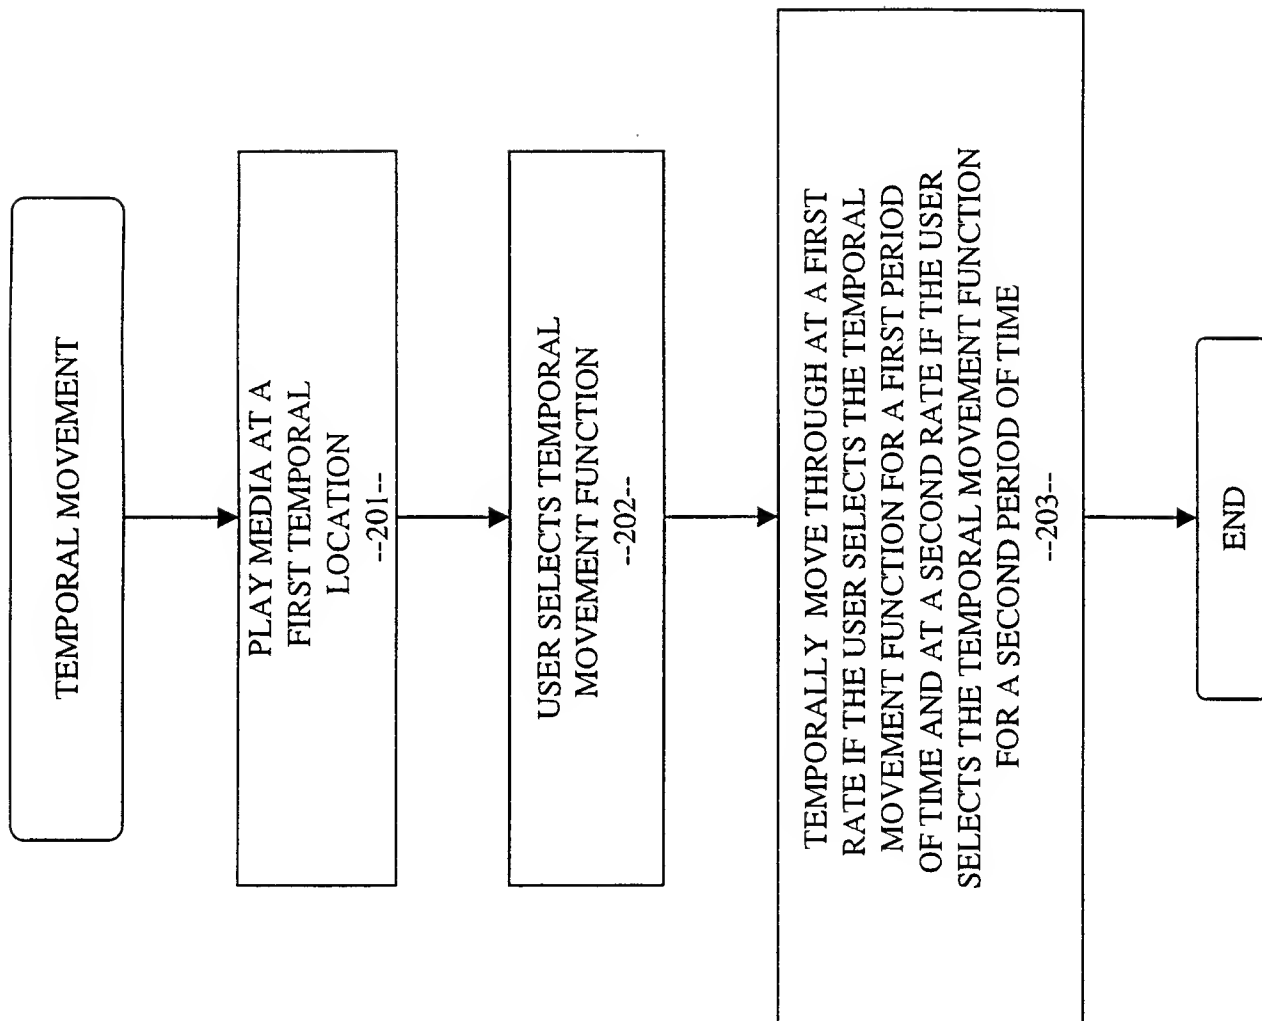 TEMPORAL MOVEMENT
PLAY MEDIA AT A
FIRST TEMPORAL
LOCATION
--201--
USER SELECTS TEMPORAL
MOVEMENT FUNCTION
--202--
TEMPORALLY MOVE THROUGH AT A FIRST
RATE IF THE USER SELECTS THE TEMPORAL
MOVEMENT FUNCTION FOR A FIRST PERIOD
OF TIME AND AT A SECOND RATE IF THE USER
SELECTS THE TEMPORAL MOVEMENT FUNCTION
FOR A SECOND PERIOD OF TIME
--203--
END